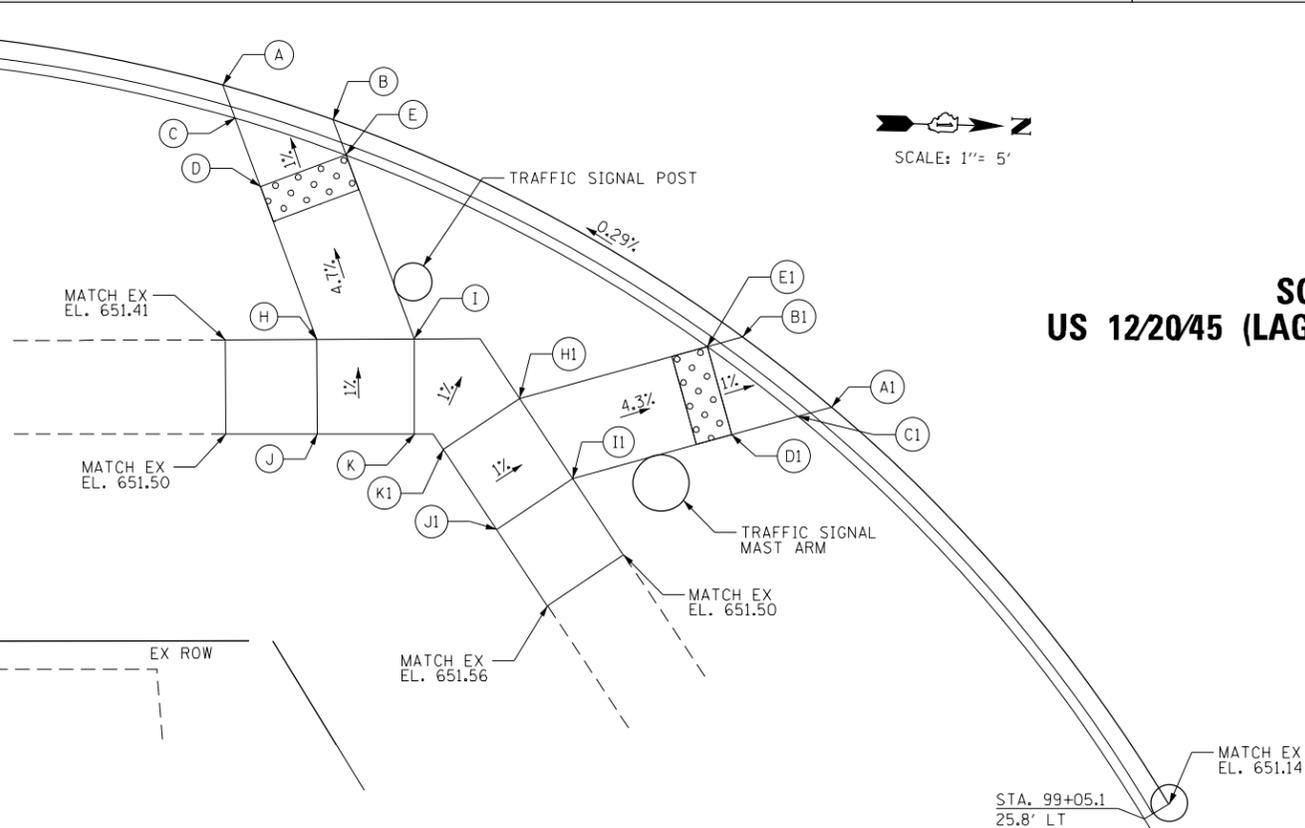 A
B
C
E
D
TRAFFIC SIGNAL POST
N
SCALE: 1"= 5'
1%
0.29%
4.7%
MATCH EX
EL. 651.41
H
I
E1
B1
US 12/20/45 (LAG
1%
1%
H1
4.3%
1%
A1
C1
MATCH EX
EL. 651.50
J
K
K1
1%
I1
D1
J1
TRAFFIC SIGNAL
MAST ARM
MATCH EX
EL. 651.50
EX ROW
MATCH EX
EL. 651.56
MATCH EX
EL. 651.14
STA. 99+05.1
25.8' LT